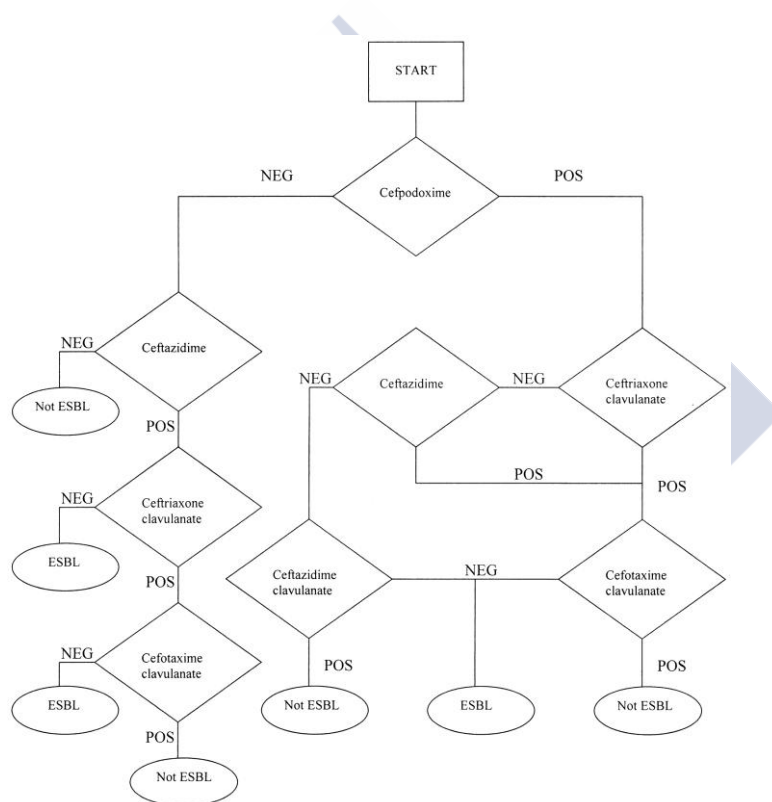 START
NEG
POS
Cefpodoxime
NEG
Ceftazidime
NEG
Ceftazidime
NEG
Ceftriaxone
clavulanate
Not ESBL
POS
NEG
Ceftriaxone
clavulanate
POS
POS
ESBL
POS
Ceftazidime
clavulanate
NEG
Cefotaxime
clavulanate
NEG
Cefotaxime
clavulanate
POS
POS
ESBL
Not ESBL
ESBL
Not ESBL
POS
Not ESBL